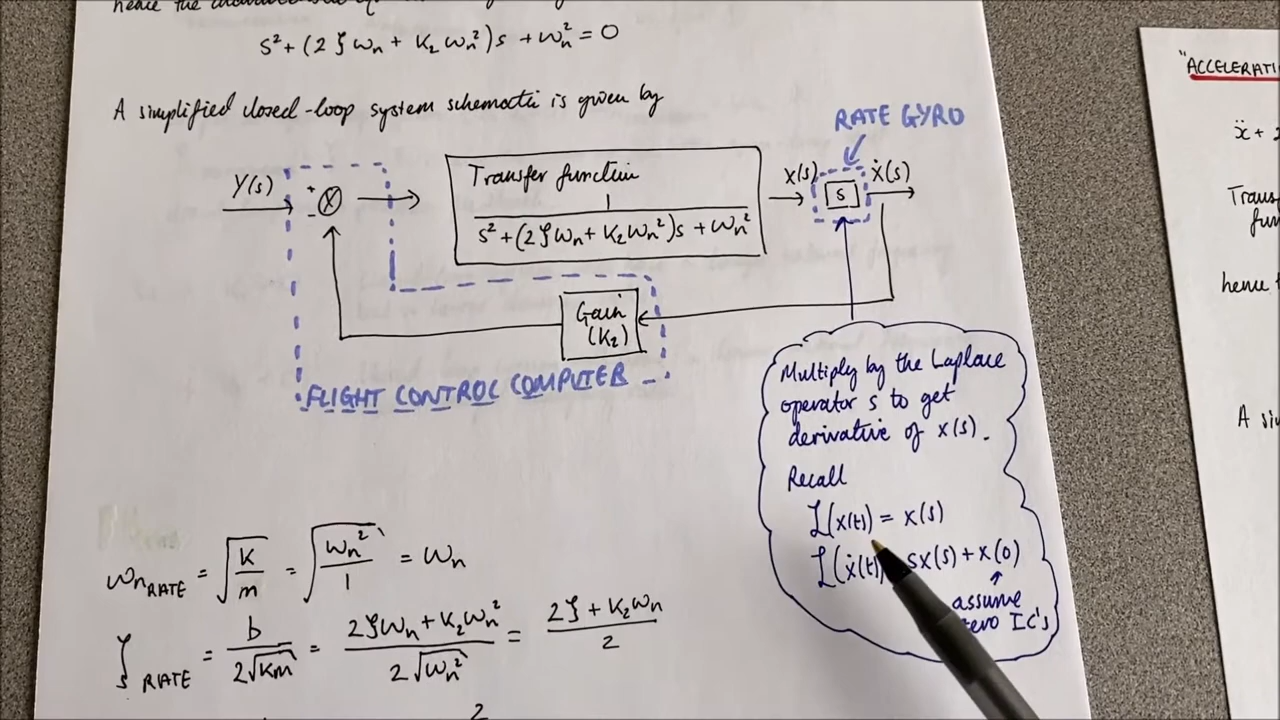 hence the
S² + (2ζωn + K₂ωn²)s + ωn² = 0
A simplified closed-loop system schematic is given by
RATE GYRO
Y(s)
+
-
X
Transfer function
1
S² + (2ζωn + K₂ωn²)s + ωn²
X(s)
S
Ẋ(s)
Gain
(K₂)
FLIGHT CONTROL COMPUTER
Multiply by the Laplace
operator s to get
derivative of X(s).
Recall
L(x(t)) = X(s)
L(ẋ(t)) sX(s) + x(0)
↑
assume
zero IC's
ωn RATE = √(K/m) = √(ωn²/1) = ωn
ζ RATE = b/(2√Km) = (2ζωn + K₂ωn²)/(2√ωn²) = (2ζ + K₂ωn)/2
2
"ACCELERATI
ẍ +
Trans
fun
hence
A si